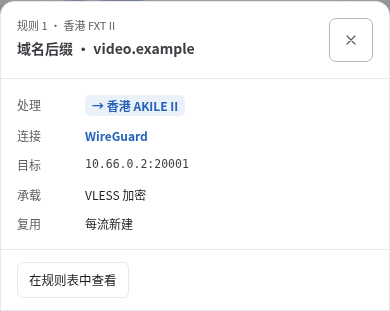 规则 1 · 香港 FXT II
域名后缀 · video.example
处理 → 香港 AKILE II
连接 WireGuard
目标 10.66.0.2:20001
承载 VLESS 加密
复用 每流新建
在规则表中查看